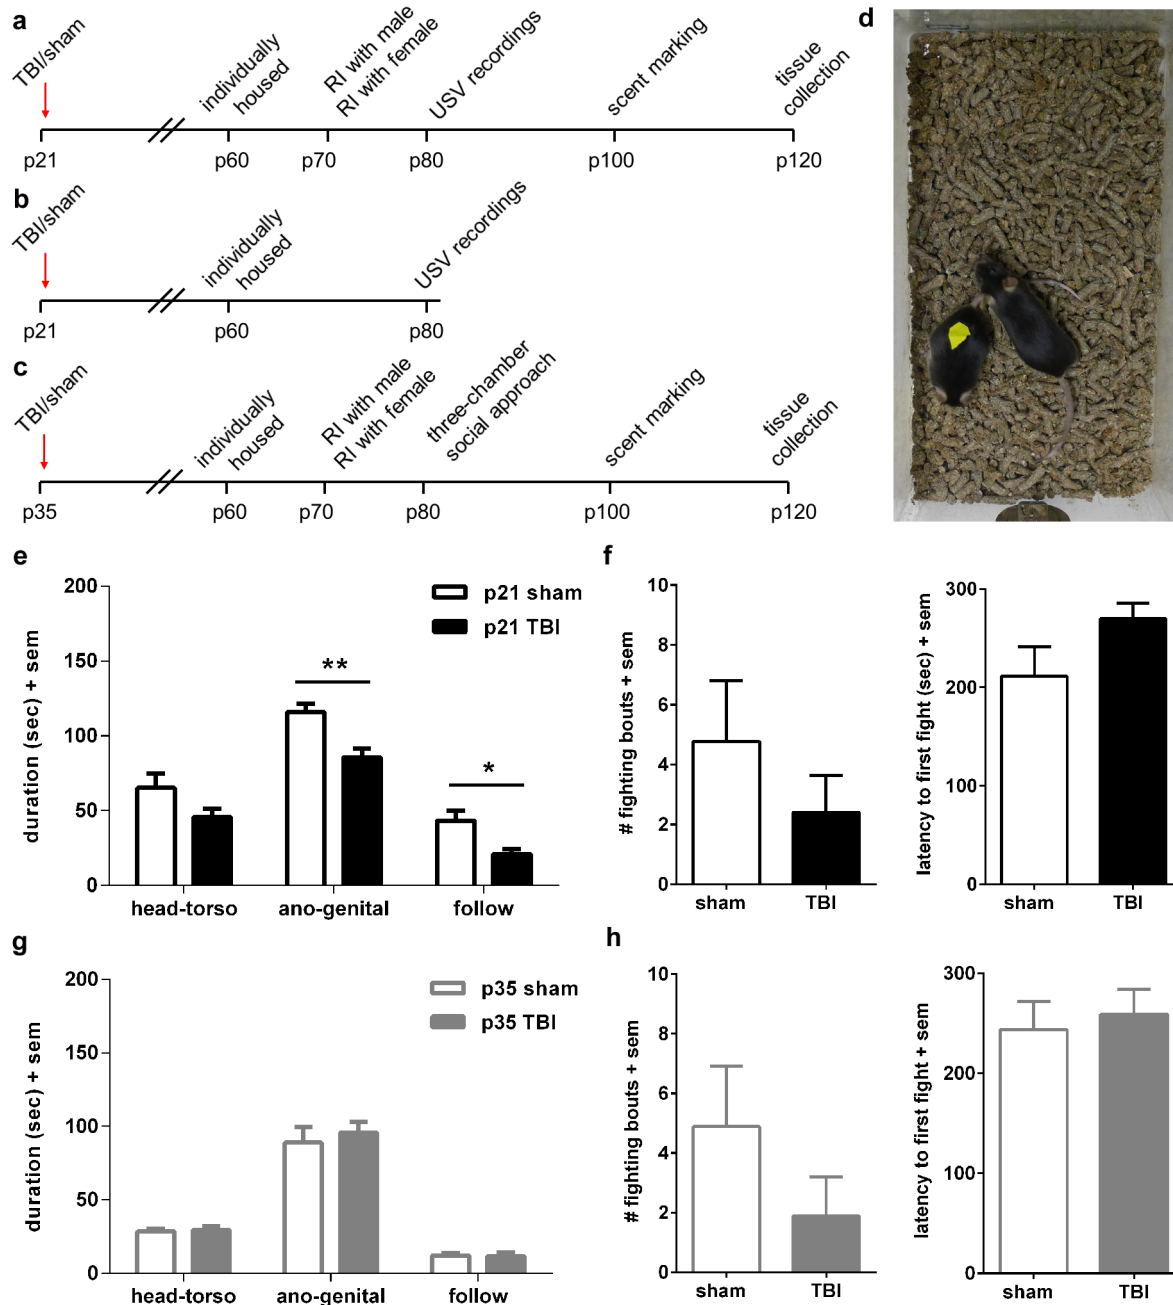 a
TBI/sham
individually
housed
RI with male
RI with female
USV recordings
scent marking
tissue
collection
p21
p60
p70
p80
p100
p120
b
TBI/sham
individually
housed
USV recordings
p21
p60
p80
c
TBI/sham
individually
housed
RI with male
RI with female
three-chamber
social approach
scent marking
tissue
collection
p35
p60
p70
p80
p100
p120
d
e
duration (sec) + sem
200
150
100
50
0
p21 sham
p21 TBI
**
*
head-torso
ano-genital
follow
f
# fighting bouts + sem
10
8
6
4
2
0
sham
TBI
latency to first fight (sec) + sem
300
200
100
0
sham
TBI
g
duration (sec) + sem
200
150
100
50
0
p35 sham
p35 TBI
head-torso
ano-genital
follow
h
# fighting bouts + sem
10
8
6
4
2
0
sham
TBI
latency to first fight + sem
300
200
100
0
sham
TBI